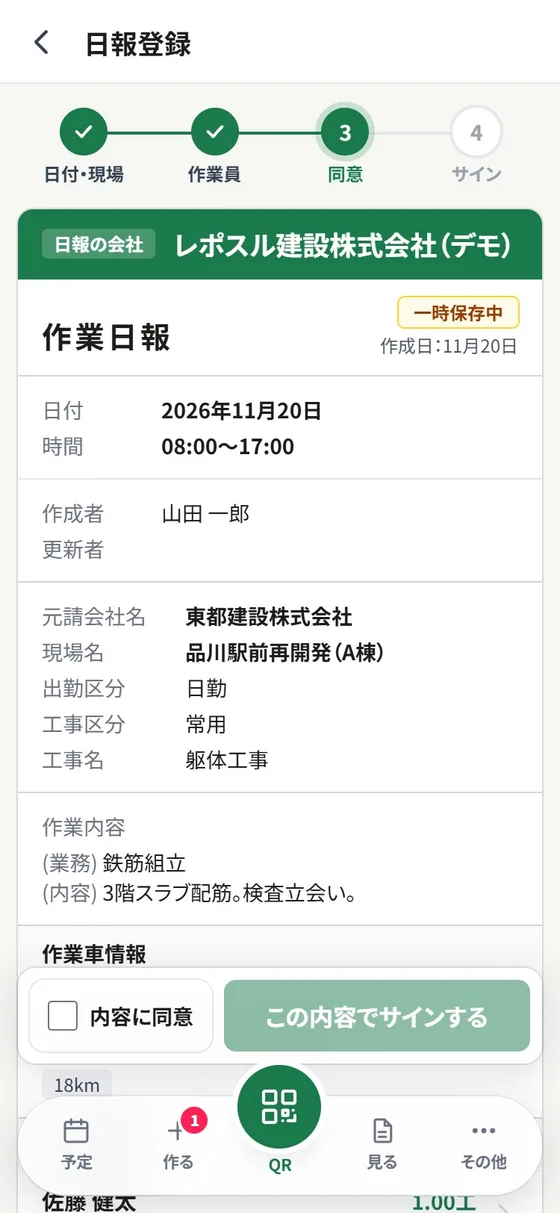 日報登録
3
4
日付・現場
作業員
同意
サイン
日報の会社
レポスル建設株式会社（デモ）
一時保存中
作業日報
作成日：11月20日
日付 2026年11月20日
時間 08:00〜17:00
作成者 山田 一郎
更新者
元請会社名 東都建設株式会社
現場名 品川駅前再開発（A棟）
出勤区分 日勤
工事区分 常用
工事名 躯体工事
作業内容
(業務) 鉄筋組立
(内容) 3階スラブ配筋。検査立会い。
作業車情報
内容に同意
この内容でサインする
18km
1
予定
作る
QR
見る
その他
佐藤 健太 1.00工